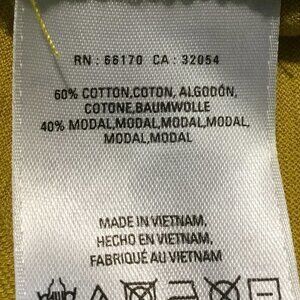 RN : 66170 CA : 32054
60% COTTON,COTON, ALGODÓN,
COTONE,BAUMWOLLE
40% MODAL,MODAL,MODAL,MODAL,
MODAL,MODAL
MADE IN VIETNAM,
HECHO EN VIETNAM,
FABRIQUÉ AU VIETNAM